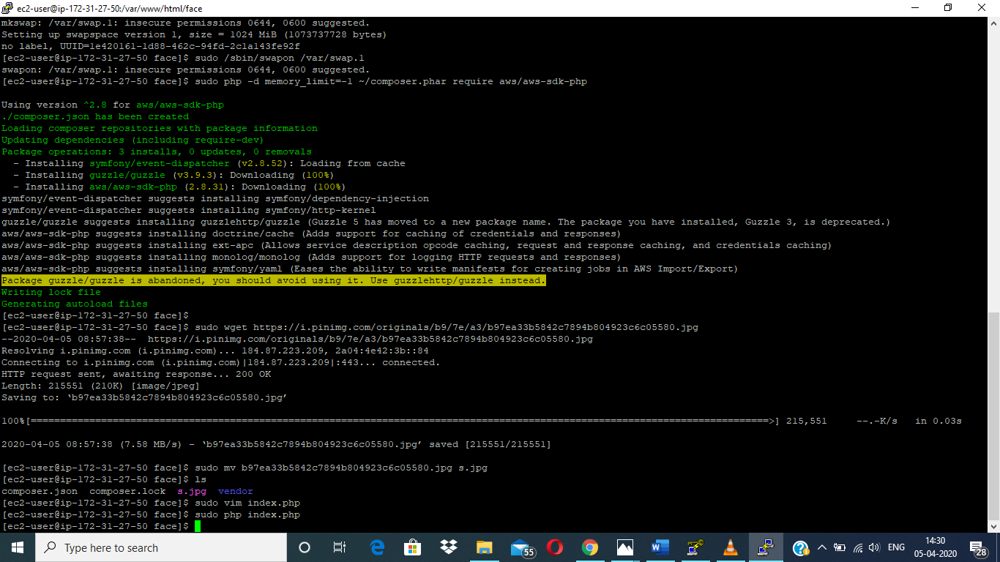 ec2-user@ip-172-31-27-50:/var/www/html/face
mkswap: /var/swap.1: insecure permissions 0644, 0600 suggested.
Setting up swapspace version 1, size = 1024 MiB (1073737728 bytes)
no label, UUID=1e420161-1d88-462c-94fd-2c1a143fe92f
[ec2-user@ip-172-31-27-50 face]$ sudo /sbin/swapon /var/swap.1
swapon: /var/swap.1: insecure permissions 0644, 0600 suggested.
[ec2-user@ip-172-31-27-50 face]$ sudo php -d memory_limit=-1 ~/composer.phar require aws/aws-sdk-php
Using version ^2.8 for aws/aws-sdk-php
./composer.json has been created
Loading composer repositories with package information
Updating dependencies (including require-dev)
Package operations: 3 installs, 0 updates, 0 removals
- Installing symfony/event-dispatcher (v2.8.52): Loading from cache
- Installing guzzle/guzzle (v3.9.3): Downloading (100%)
- Installing aws/aws-sdk-php (2.8.31): Downloading (100%)
symfony/event-dispatcher suggests installing symfony/dependency-injection
symfony/event-dispatcher suggests installing symfony/http-kernel
guzzle/guzzle suggests installing guzzlehttp/guzzle (Guzzle 5 has moved to a new package name. The package you have installed, Guzzle 3, is deprecated.)
aws/aws-sdk-php suggests installing doctrine/cache (Adds support for caching of credentials and responses)
aws/aws-sdk-php suggests installing ext-apc (Allows service description opcode caching, request and response caching, and credentials caching)
aws/aws-sdk-php suggests installing monolog/monolog (Adds support for logging HTTP requests and responses)
aws/aws-sdk-php suggests installing symfony/yaml (Eases the ability to write manifests for creating jobs in AWS Import/Export)
Package guzzle/guzzle is abandoned, you should avoid using it. Use guzzlehttp/guzzle instead.
Writing lock file
Generating autoload files
[ec2-user@ip-172-31-27-50 face]$
[ec2-user@ip-172-31-27-50 face]$ sudo wget https://i.pinimg.com/originals/b9/7e/a3/b97ea33b5842c7894b804923c6c05580.jpg
--2020-04-05 08:57:38--  https://i.pinimg.com/originals/b9/7e/a3/b97ea33b5842c7894b804923c6c05580.jpg
Resolving i.pinimg.com (i.pinimg.com)... 184.87.223.209, 2a04:4e42:3b::84
Connecting to i.pinimg.com (i.pinimg.com)|184.87.223.209|:443... connected.
HTTP request sent, awaiting response... 200 OK
Length: 215551 (210K) [image/jpeg]
Saving to: ‘b97ea33b5842c7894b804923c6c05580.jpg’
100%[==============================================================================================================================>] 215,551 --.-K/s in 0.03s
2020-04-05 08:57:38 (7.58 MB/s) - ‘b97ea33b5842c7894b804923c6c05580.jpg’ saved [215551/215551]
[ec2-user@ip-172-31-27-50 face]$ sudo mv b97ea33b5842c7894b804923c6c05580.jpg s.jpg
[ec2-user@ip-172-31-27-50 face]$ ls
composer.json  composer.lock  s.jpg  vendor
[ec2-user@ip-172-31-27-50 face]$ sudo vim index.php
[ec2-user@ip-172-31-27-50 face]$ sudo php index.php
[ec2-user@ip-172-31-27-50 face]$
Type here to search
55
ENG
14:30
05-04-2020
28